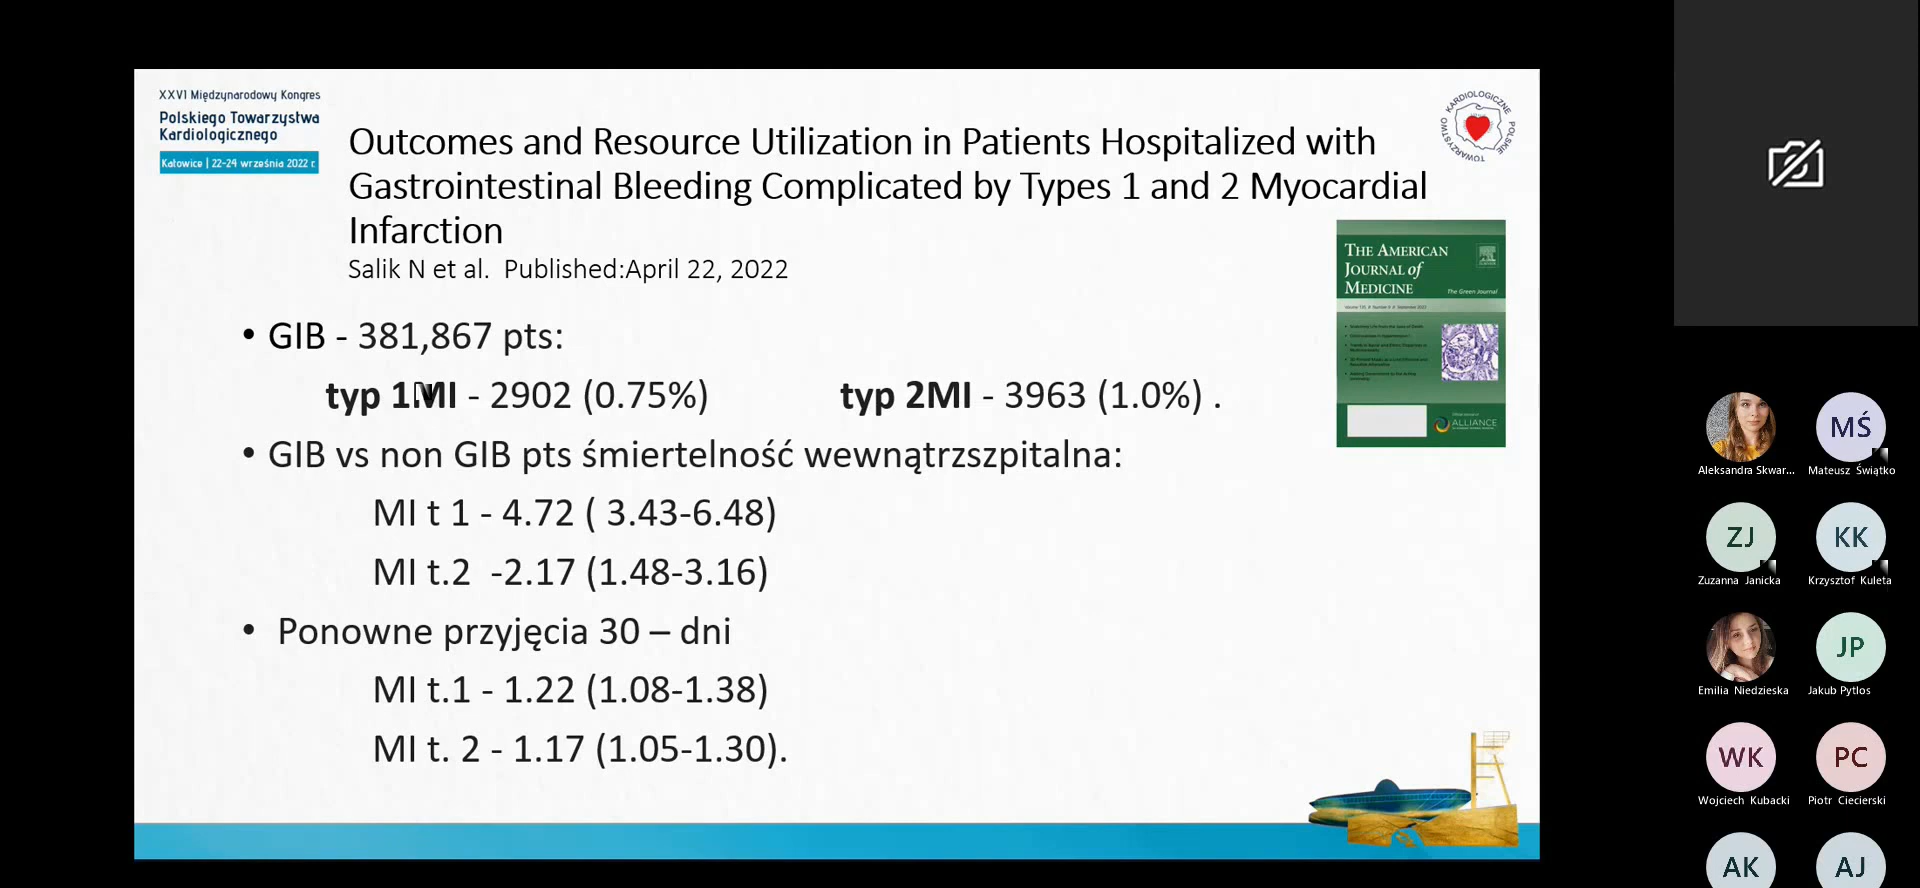 XXVI Międzynarodowy Kongres
Polskiego Towarzystwa
Kardiologicznego
Katowice | 22-24 września 2022 r.
KARDIOLOGICZNE
POLSKIE
TOWARZYSTWO
Outcomes and Resource Utilization in Patients Hospitalized with
Gastrointestinal Bleeding Complicated by Types 1 and 2 Myocardial
Infarction
Salik N et al. Published:April 22, 2022
THE AMERICAN
JOURNAL of
MEDICINE
The Green Journal
ALLIANCE
• GIB - 381,867 pts:
typ 1MI - 2902 (0.75%) typ 2MI - 3963 (1.0%) .
• GIB vs non GIB pts śmiertelność wewnątrzszpitalna:
MI t 1 - 4.72 ( 3.43-6.48)
MI t.2 -2.17 (1.48-3.16)
• Ponowne przyjęcia 30 – dni
MI t.1 - 1.22 (1.08-1.38)
MI t. 2 - 1.17 (1.05-1.30).
Aleksandra Skwar...
MŚ
Mateusz Świątko
ZJ
Zuzanna Janicka
KK
Krzysztof Kuleta
Emilia Niedzieska
JP
Jakub Pytlos
WK
Wojciech Kubacki
PC
Piotr Ciecierski
AK
AJ